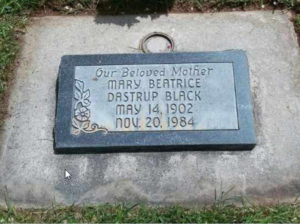 Our Beloved Mother
MARY BEATRICE
DASTRUP BLACK
MAY 14, 1902
NOV. 20, 1984